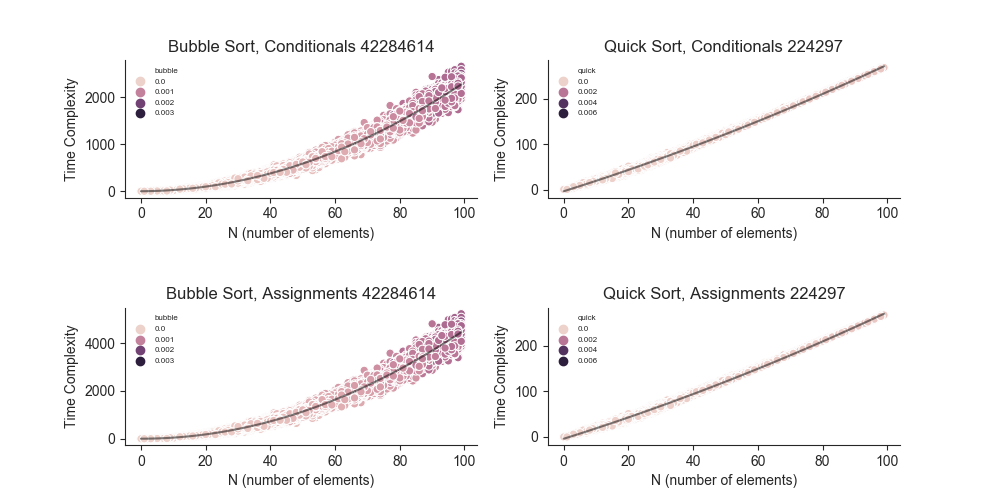 Bubble Sort, Conditionals 42284614
Time Complexity
2000
1000
0
bubble
0.0
0.001
0.002
0.003
0 20 40 60 80 100
N (number of elements)
Quick Sort, Conditionals 224297
Time Complexity
200
100
0
quick
0.0
0.002
0.004
0.006
0 20 40 60 80 100
N (number of elements)
Bubble Sort, Assignments 42284614
Time Complexity
4000
2000
0
bubble
0.0
0.001
0.002
0.003
0 20 40 60 80 100
N (number of elements)
Quick Sort, Assignments 224297
Time Complexity
200
100
0
quick
0.0
0.002
0.004
0.006
0 20 40 60 80 100
N (number of elements)